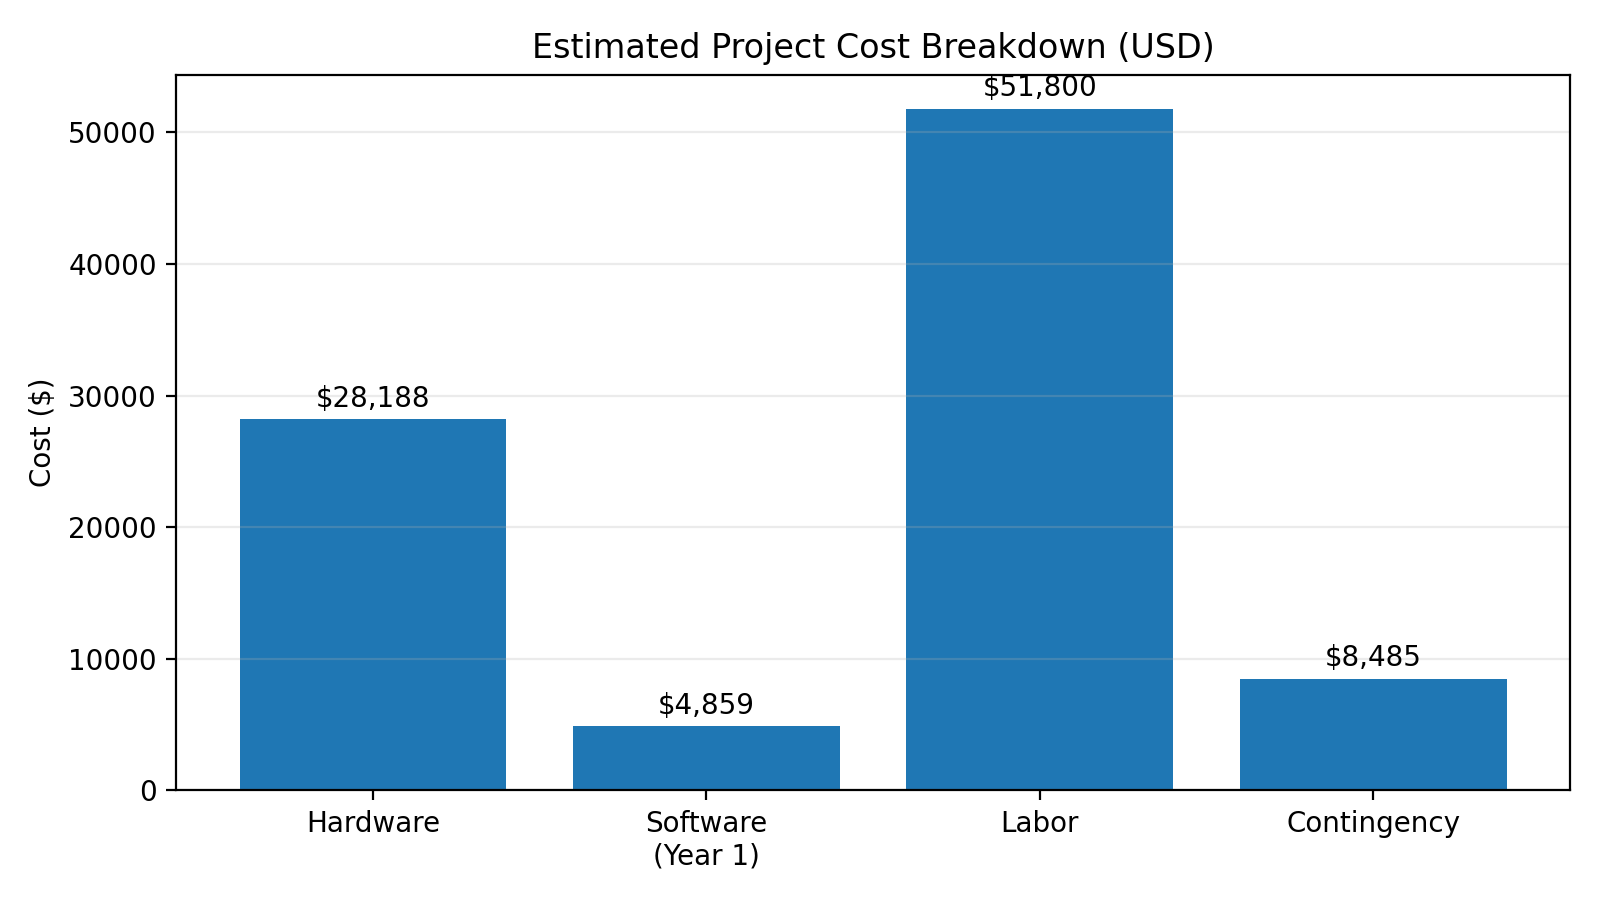 Estimated Project Cost Breakdown (USD)
$51,800
50000
40000
30000
$28,188
Cost ($)
20000
10000
$8,485
$4,859
0
Hardware
Software
(Year 1)
Labor
Contingency